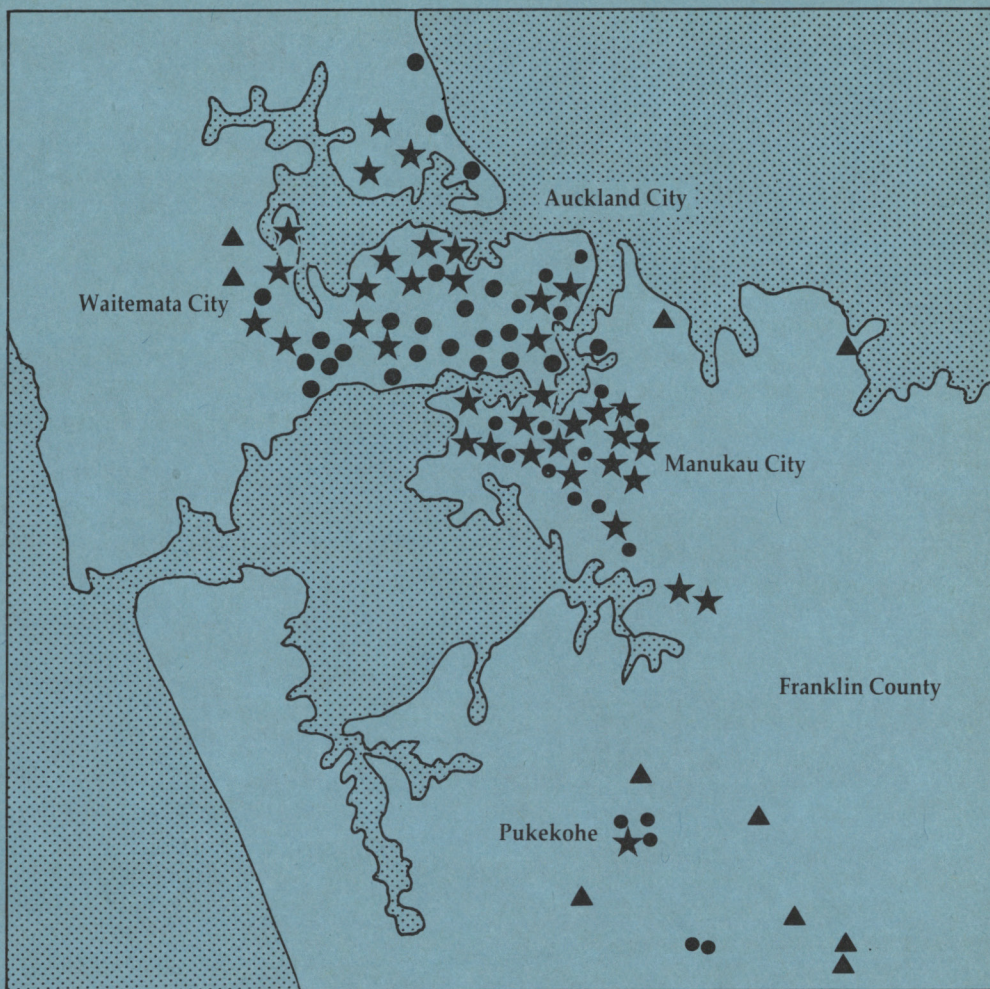 Auckland City
Waitemata City
Manukau City
Franklin County
Pukekohe